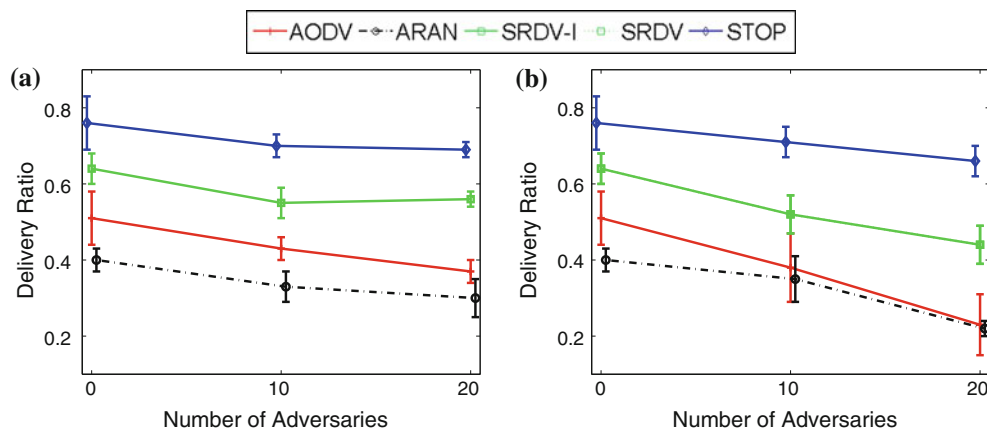 AODV ARAN SRDV-I SRDV STOP
(a)
Delivery Ratio
0.8
0.6
0.4
0.2
0 10 20
Number of Adversaries
(b)
Delivery Ratio
0.8
0.6
0.4
0.2
0 10 20
Number of Adversaries